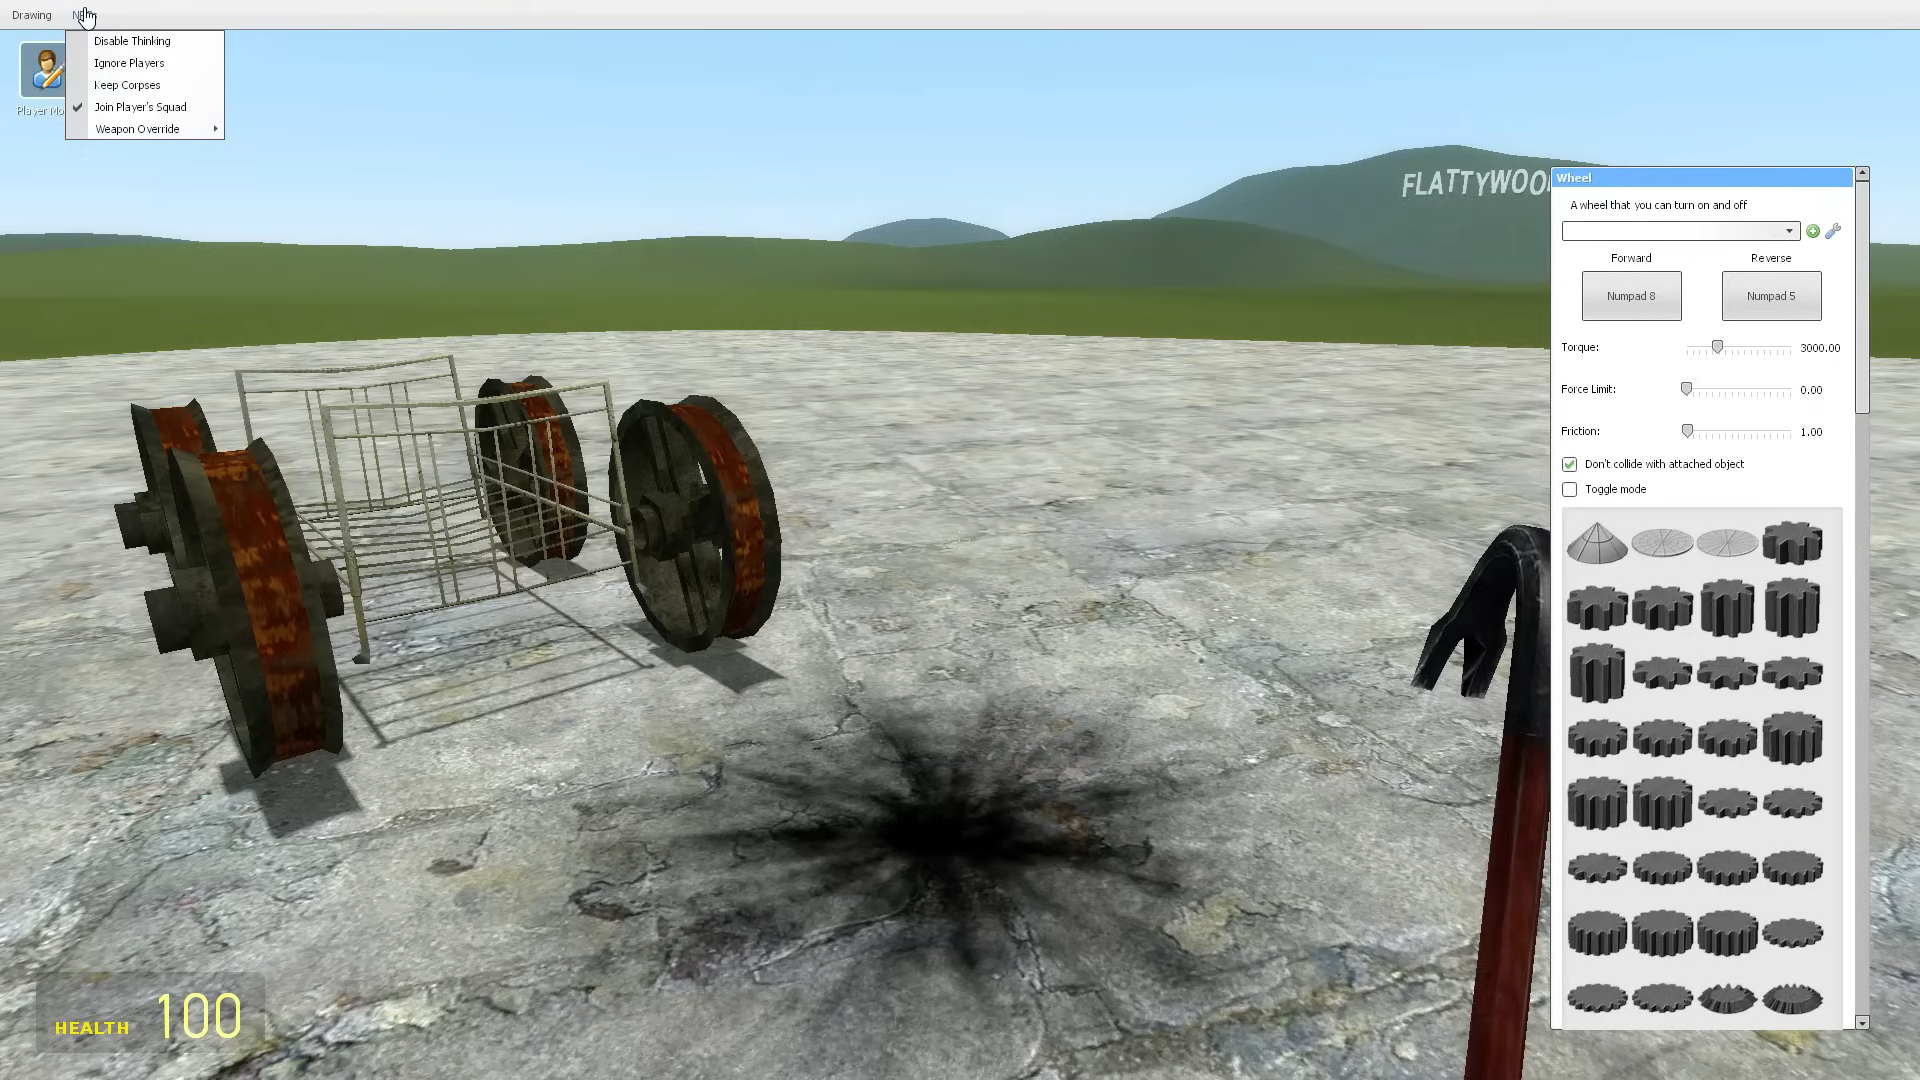 Drawing
Disable Thinking
Ignore Players
Keep Corpses
Join Player's Squad
Weapon Override
Player Mo
FLATTYWOO
Wheel
A wheel that you can turn on and off
Forward
Reverse
Numpad 8
Numpad 5
Torque:
3000.00
Force Limit:
0.00
Friction:
1.00
Don't collide with attached object
Toggle mode
HEALTH 100